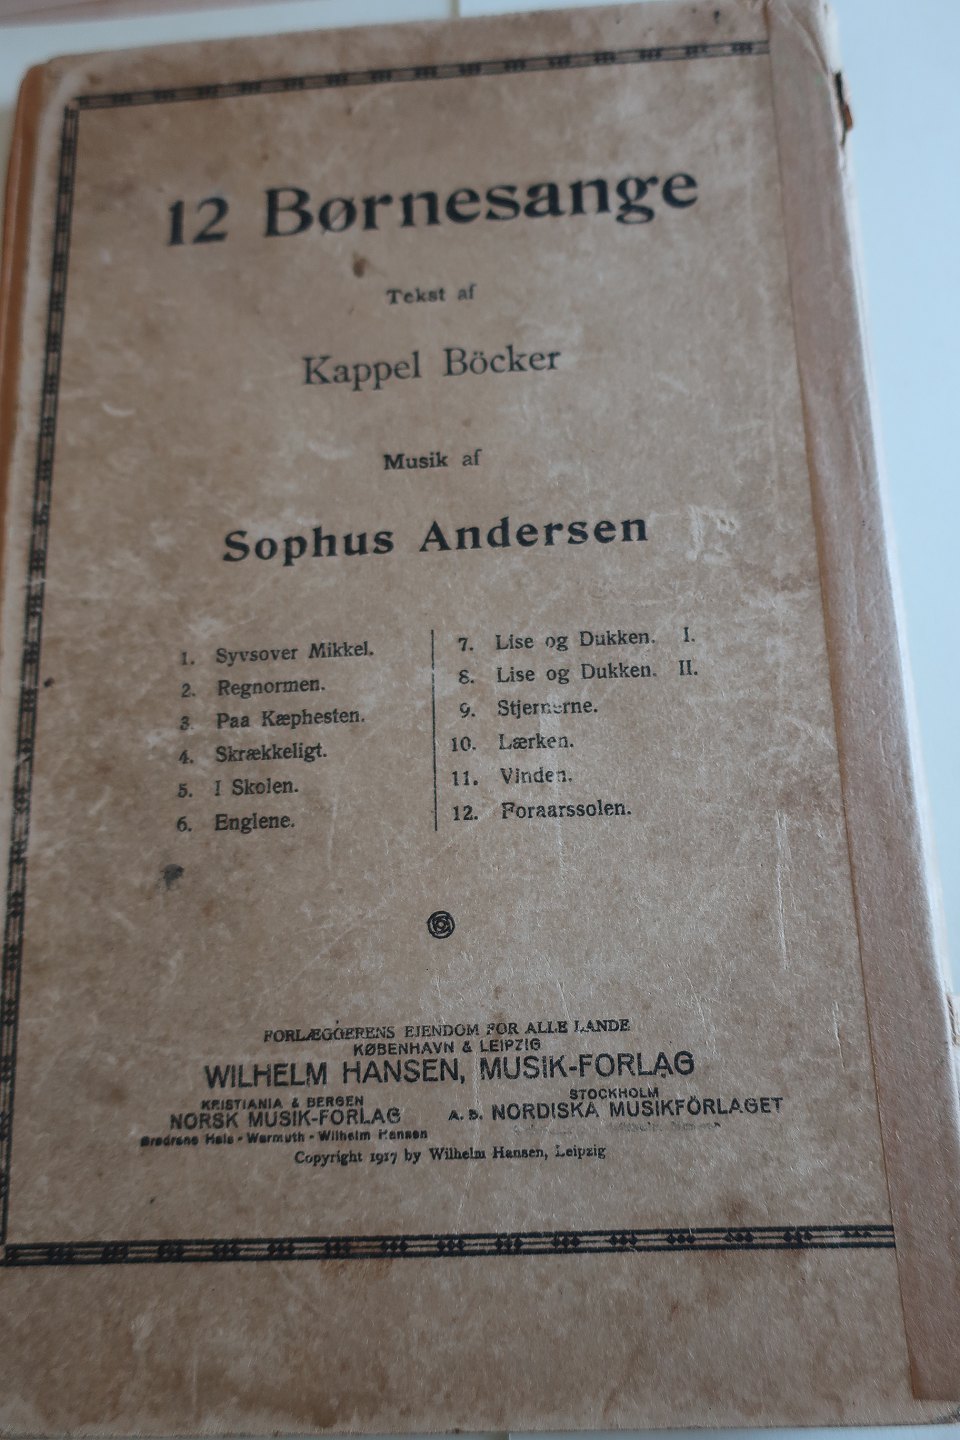 12 Børnesange
Tekst af
Kappel Böcker
Musik af
Sophus Andersen
1. Syvsover Mikkel.
2. Regnormen.
3. Paa Kæphesten.
4. Skrækkeligt.
5. I Skolen.
6. Englene.
7. Lise og Dukken. I.
8. Lise og Dukken. II.
9. Stjernerne.
10. Lærken.
11. Vinden.
12. Foraarssolen.
FORLÆGGERENS EJENDOM FOR ALLE LANDE
KØBENHAVN & LEIPZIG
WILHELM HANSEN, MUSIK-FORLAG
KRISTIANIA & BERGEN
NORSK MUSIK-FORLAG
Brødrene Hals - Warmuth - Wilhelm Hansen
STOCKHOLM
A. B. NORDISKA MUSIKFÖRLAGET
Copyright 1917 by Wilhelm Hansen, Leipzig